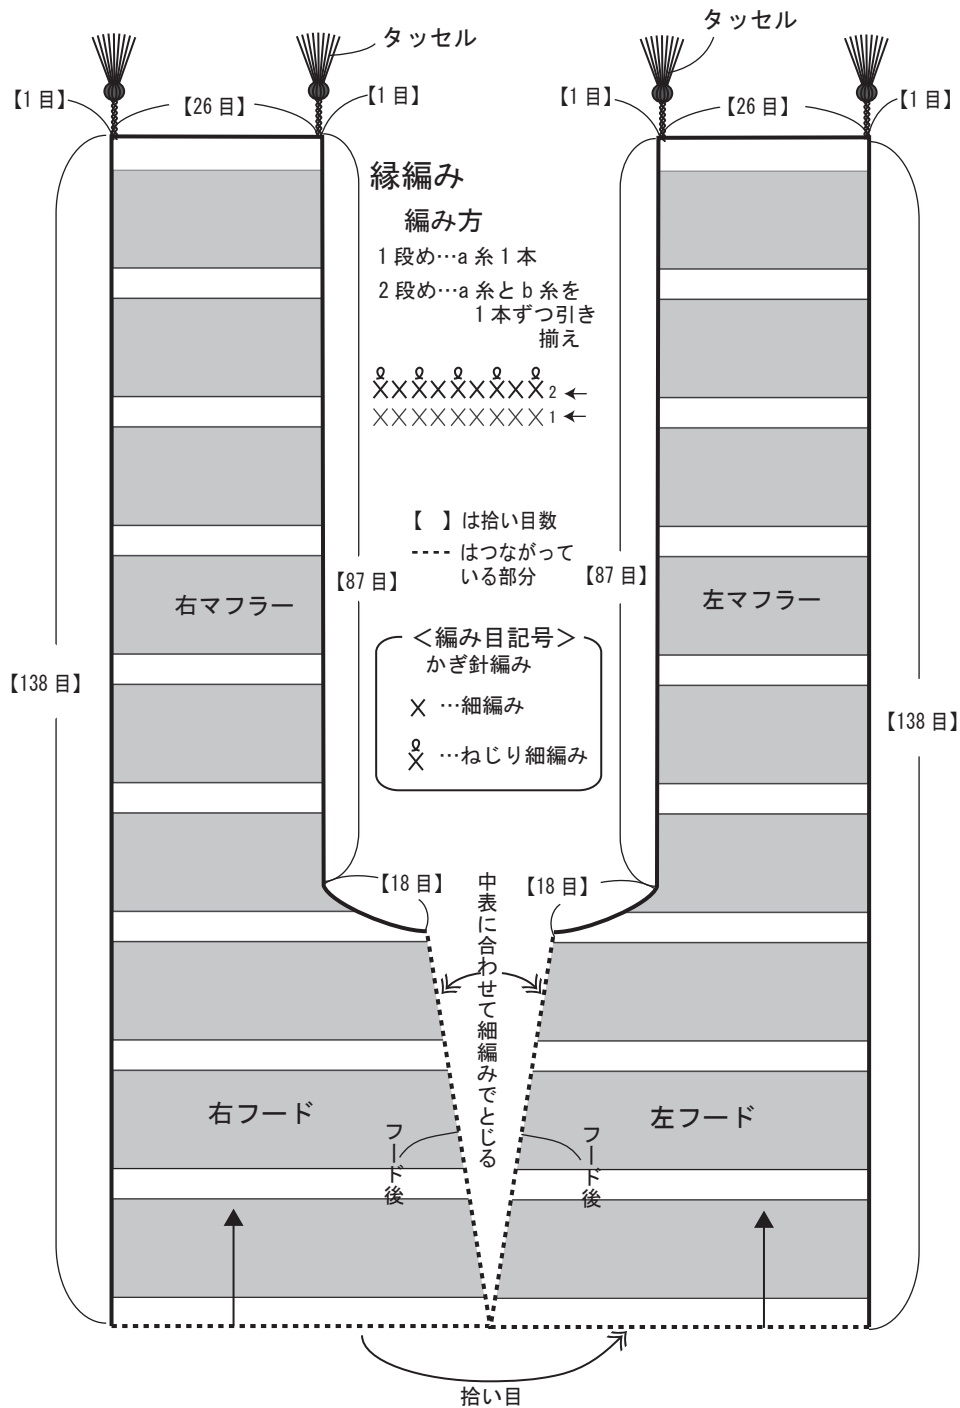 タッセル
タッセル
【1目】
【26目】
【1目】
【1目】
【26目】
【1目】
縁編み
編み方
1段め…a糸1本
2段め…a糸とb糸を
1本ずつ引き
揃え
2
1
【　】は拾い目数
はつながって
いる部分
【87目】
【87目】
右マフラー
左マフラー
＜編み目記号＞
かぎ針編み
…細編み
…ねじり細編み
【138目】
【138目】
【18目】
【18目】
中表に合わせて細編みでとじる
右フード
左フード
フード後
フード後
拾い目